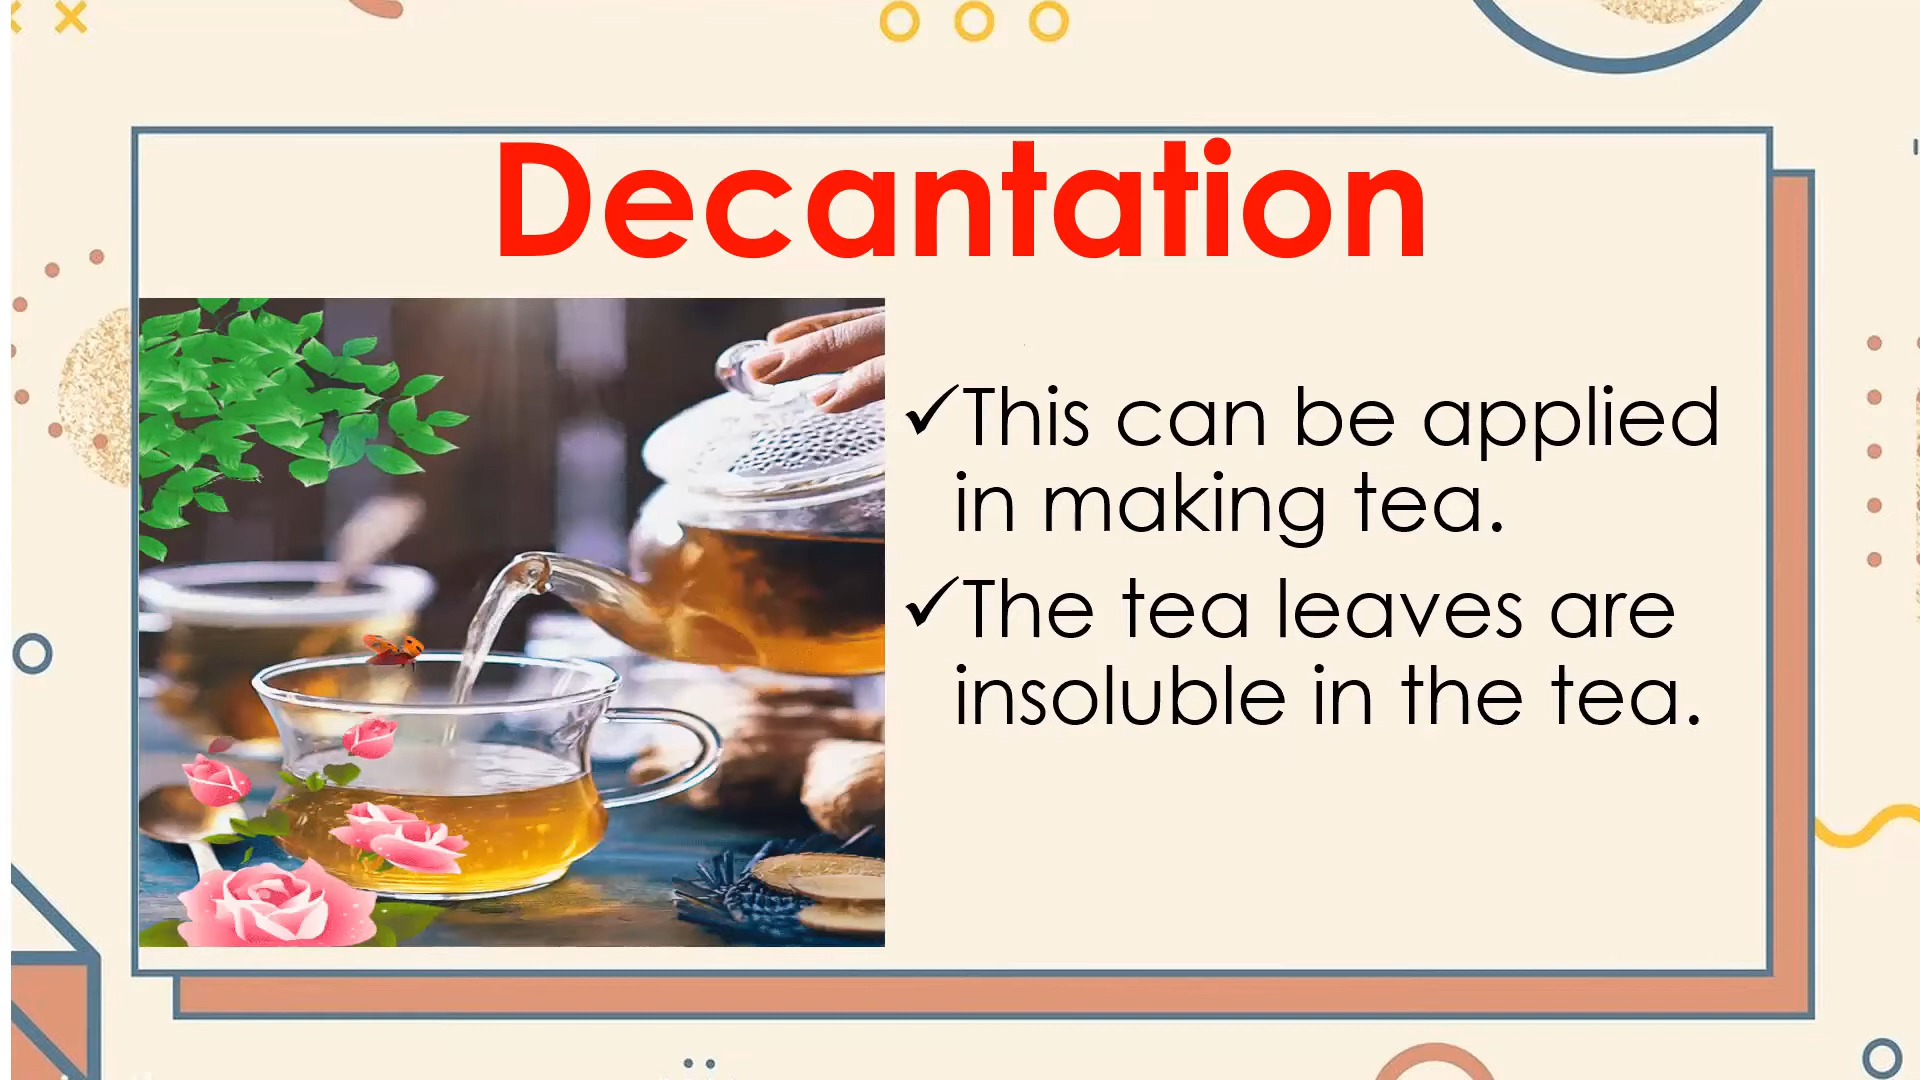 Decantation
✓This can be applied
in making tea.
✓The tea leaves are
insoluble in the tea.